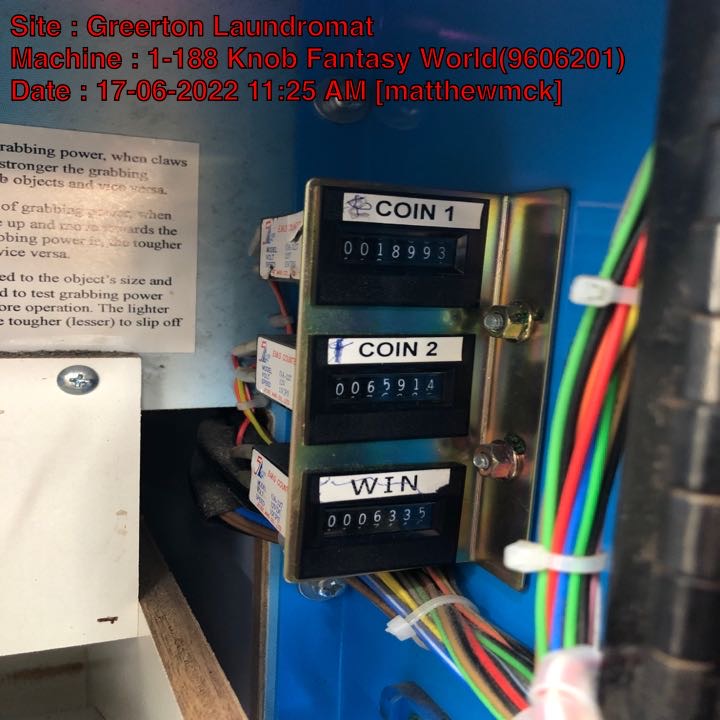 Site : Greerton Laundromat
Machine : 1-188 Knob Fantasy World(9606201)
Date : 17-06-2022 11:25 AM [matthewmck]
rabbing power, when claws
stronger the grabbing
b objects and vice versa.
of grabbing power, when
e up and move towards the
bbing power is, the tougher
vice versa.
ed to the object's size and
d to test grabbing power
ore operation. The lighter
e tougher (lesser) to slip off
COIN 1
0018993
COIN 2
0065914
WIN
0006335